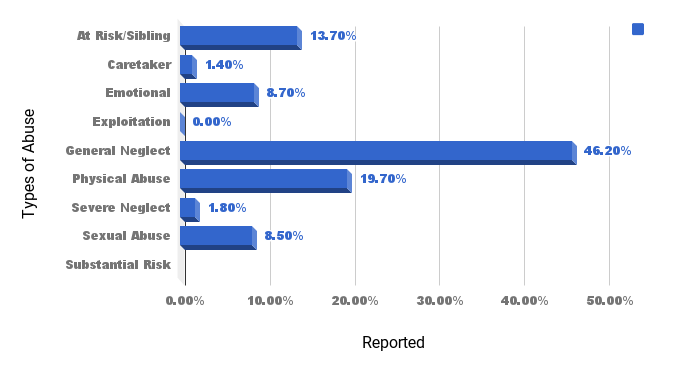 At Risk/Sibling 13.70%
Caretaker 1.40%
Emotional 8.70%
Exploitation 0.00%
General Neglect 46.20%
Physical Abuse 19.70%
Severe Neglect 1.80%
Sexual Abuse 8.50%
Substantial Risk
0.00% 10.00% 20.00% 30.00% 40.00% 50.00%
Types of Abuse
Reported